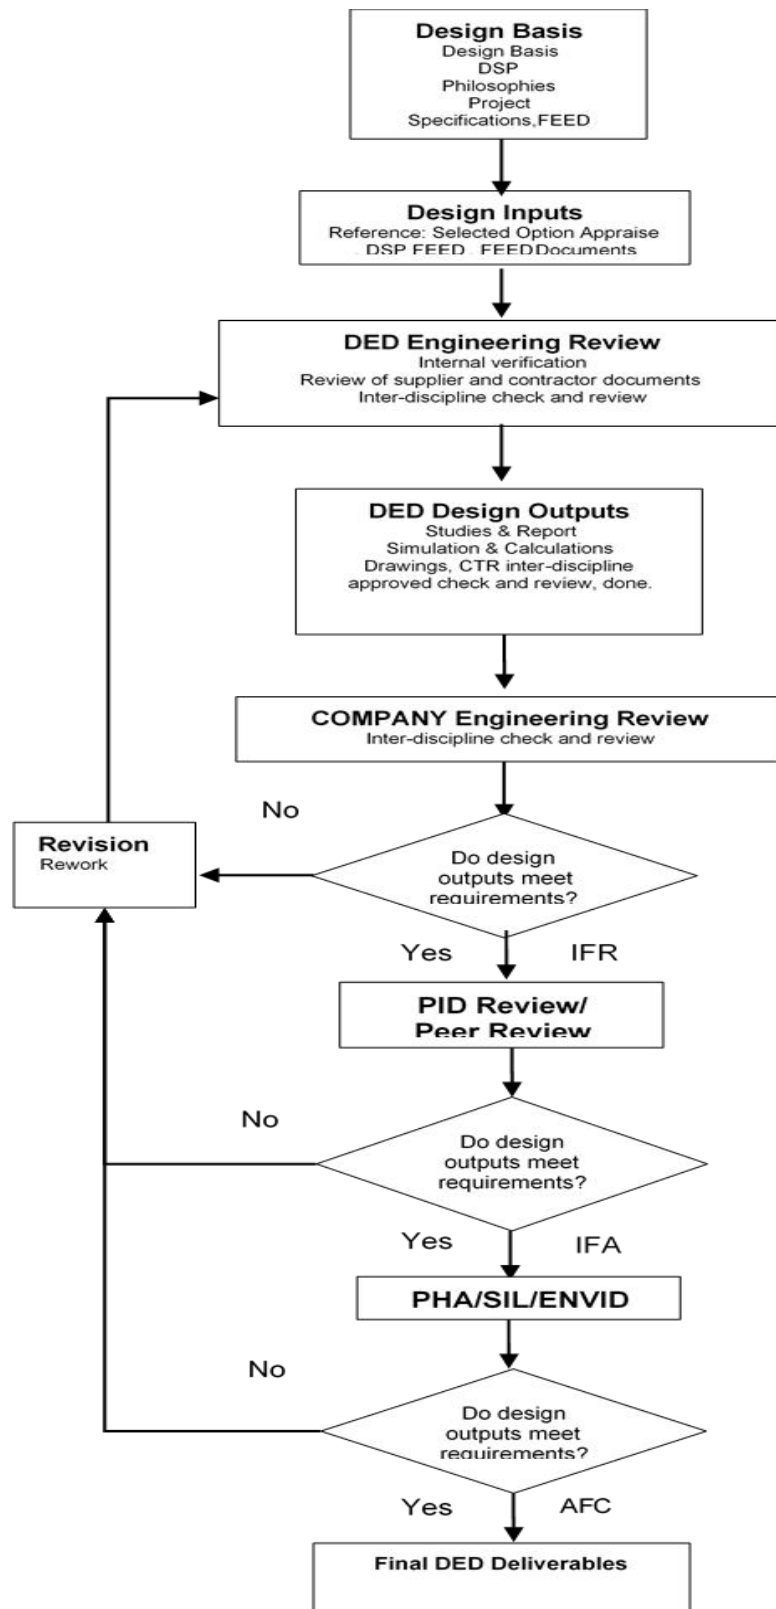 Design Basis
Design Basis
DSP
Philosophies
Project
Specifications,FEED
Design Inputs
Reference: Selected Option Appraise
. DSP FEED . FEEDDocuments
DED Engineering Review
Internal verification
Review of supplier and contractor documents
Inter-discipline check and review
DED Design Outputs
Studies & Report
Simulation & Calculations
Drawings, CTR inter-discipline
approved check and review, done.
COMPANY Engineering Review
Inter-discipline check and review
No
Revision
Rework
Do design
outputs meet
requirements?
Yes IFR
PID Review/
Peer Review
No
Do design
outputs meet
requirements?
Yes IFA
PHA/SIL/ENVID
No
Do design
outputs meet
requirements?
Yes AFC
Final DED Deliverables